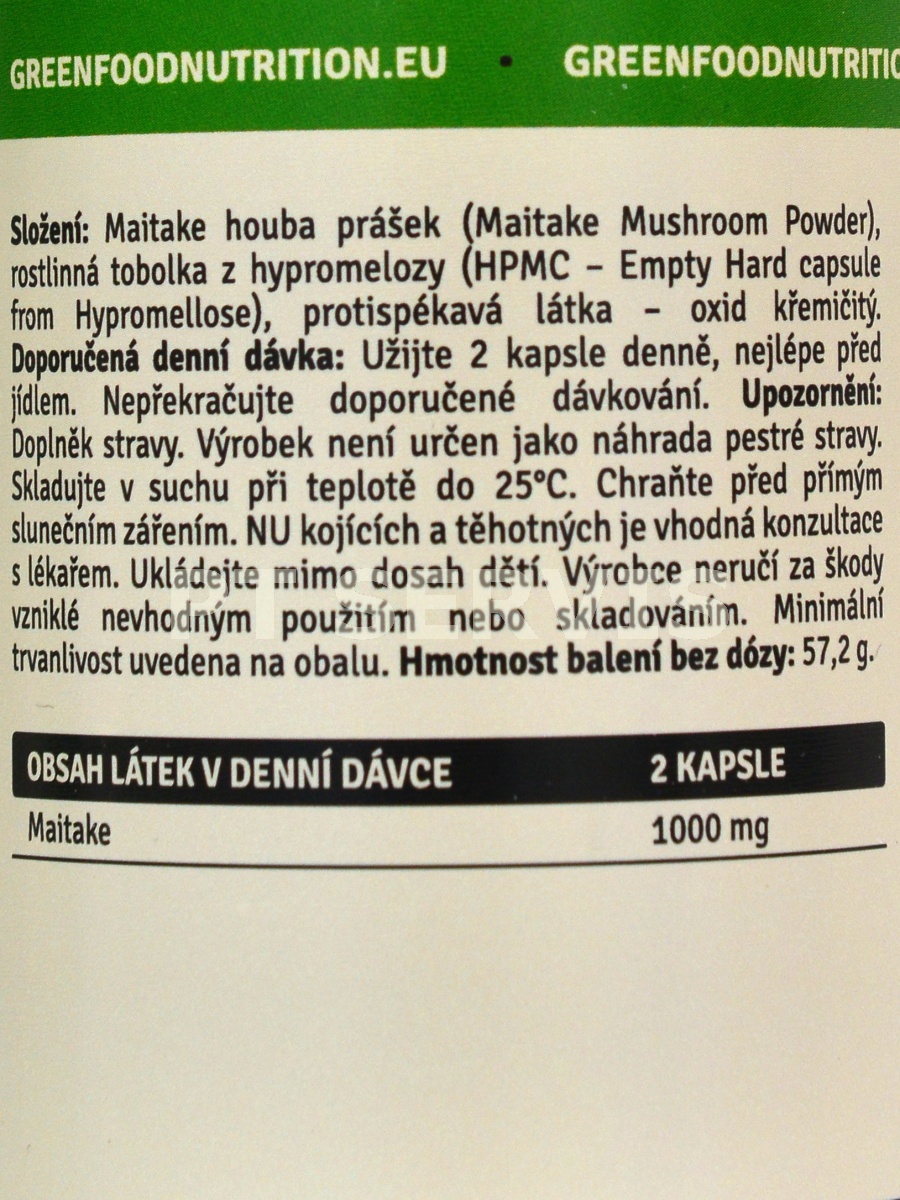 GREENFOODNUTRITION.EU • GREENFOODNUTRITIO
Složení: Maitake houba prášek (Maitake Mushroom Powder),
rostlinná tobolka z hypromelozy (HPMC – Empty Hard capsule
from Hypromellose), protispékavá látka – oxid křemičitý.
Doporučená denní dávka: Užijte 2 kapsle denně, nejlépe před
jídlem. Nepřekračujte doporučené dávkování. Upozornění:
Doplněk stravy. Výrobek není určen jako náhrada pestré stravy.
Skladujte v suchu při teplotě do 25°C. Chraňte před přímým
slunečním zářením. NU kojících a těhotných je vhodná konzultace
s lékařem. Ukládejte mimo dosah dětí. Výrobce neručí za škody
vzniklé nevhodným použitím nebo skladováním. Minimální
trvanlivost uvedena na obalu. Hmotnost balení bez dózy: 57,2 g.
OBSAH LÁTEK V DENNÍ DÁVCE 2 KAPSLE
Maitake 1000 mg